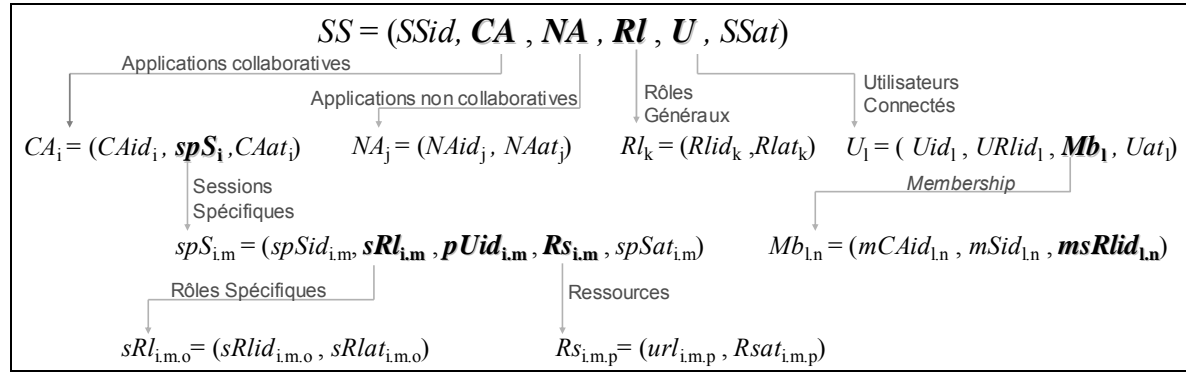 SS = (SSid, CA , NA , Rl , U , SSat)
Applications collaboratives
Applications non collaboratives
Rôles
Généraux
Utilisateurs
Connectés
CAi = (CAidi , spSi ,CAati) NAj = (NAidj , NAatj) Rlk = (Rlidk ,Rlatk) Ul = ( Uidl , URlidl , Mbl , Uatl)
Sessions
Spécifiques
Membership
spSi.m = (spSidi.m, sRli.m , pUidi.m , Rsi.m , spSati.m) Mbl.n = (mCAidl.n , mSidl.n , msRlidl.n)
Rôles Spécifiques
Ressources
sRli.m.o= (sRlidi.m.o , sRlati.m.o) Rsi.m.p= (urli.m.p , Rsati.m.p)